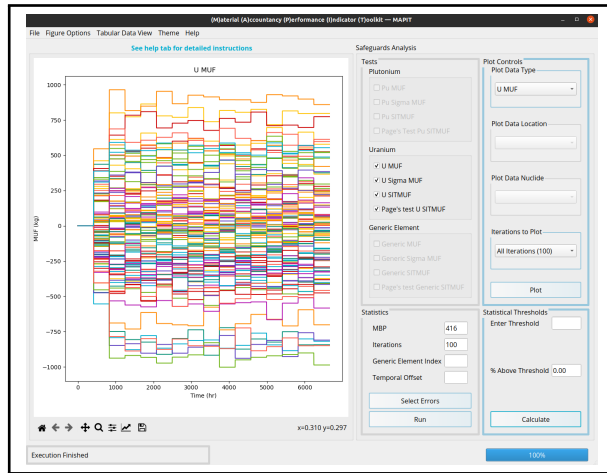 (M)aterial (A)ccountancy (P)erformance (I)ndicator (T)oolkit — MAPIT
File Figure Options Tabular Data View Theme Help
See help tab for detailed instructions
U MUF
1000
750
500
250
0
−250
−500
−750
−1000
MUF (kg)
0 1000 2000 3000 4000 5000 6000
Time (hr)
x=0.310 y=0.297
Safeguards Analysis
Tests
Plutonium
Pu MUF
Pu Sigma MUF
Pu SITMUF
Page's Test Pu SITMUF
Uranium
U MUF
U Sigma MUF
U SITMUF
Page's test U SITMUF
Generic Element
Generic MUF
Generic Sigma MUF
Generic SITMUF
Page's test Generic SITMUF
Plot Controls
Plot Data Type
U MUF
Plot Data Location
Plot Data Nuclide
Iterations to Plot
All Iterations (100)
Plot
Statistics
MBP 416
Iterations 100
Generic Element Index
Temporal Offset
Select Errors
Run
Statistical Thresholds
Enter Threshold
% Above Threshold 0.00
Calculate
Execution Finished
100%